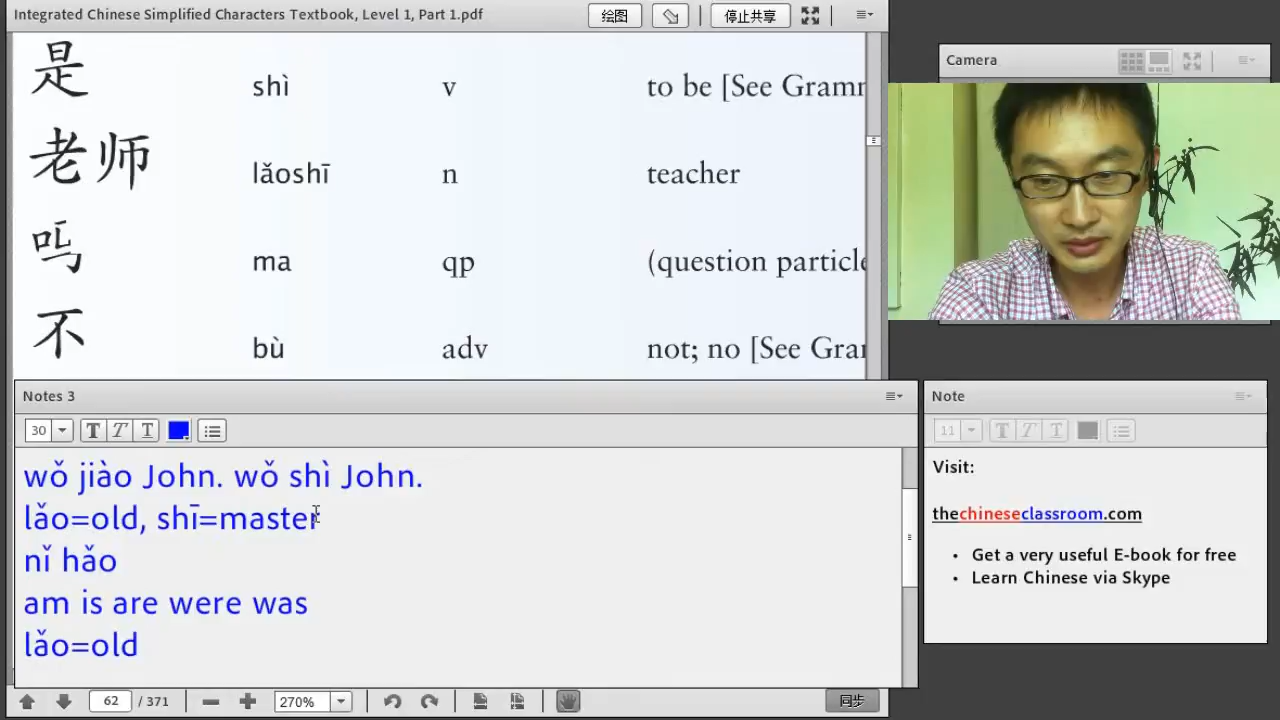 Integrated Chinese Simplified Characters Textbook, Level 1, Part 1.pdf
绘图
停止共享
是 shì v to be [See Gramm
老师 lǎoshī n teacher
吗 ma qp (question particle
不 bù adv not; no [See Gra
Camera
Notes 3
30
wǒ jiào John. wǒ shì John.
lǎo=old, shī=master
nǐ hǎo
am is are were was
lǎo=old
62 / 371
270%
同步
Note
11
Visit:
thechineseclassroom.com
• Get a very useful E-book for free
• Learn Chinese via Skype